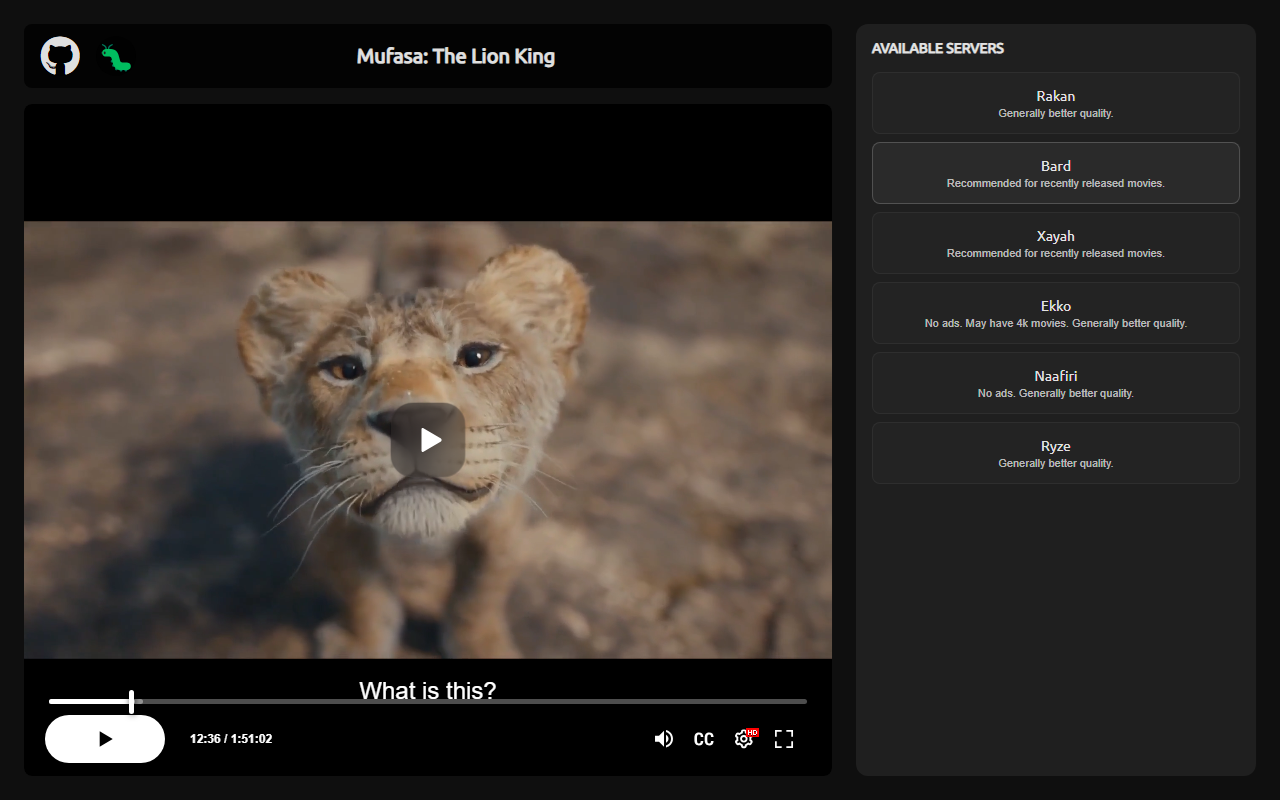 Mufasa: The Lion King
What is this?
12:36 / 1:51:02
CC
HD
AVAILABLE SERVERS
Rakan
Generally better quality.
Bard
Recommended for recently released movies.
Xayah
Recommended for recently released movies.
Ekko
No ads. May have 4k movies. Generally better quality.
Naafiri
No ads. Generally better quality.
Ryze
Generally better quality.